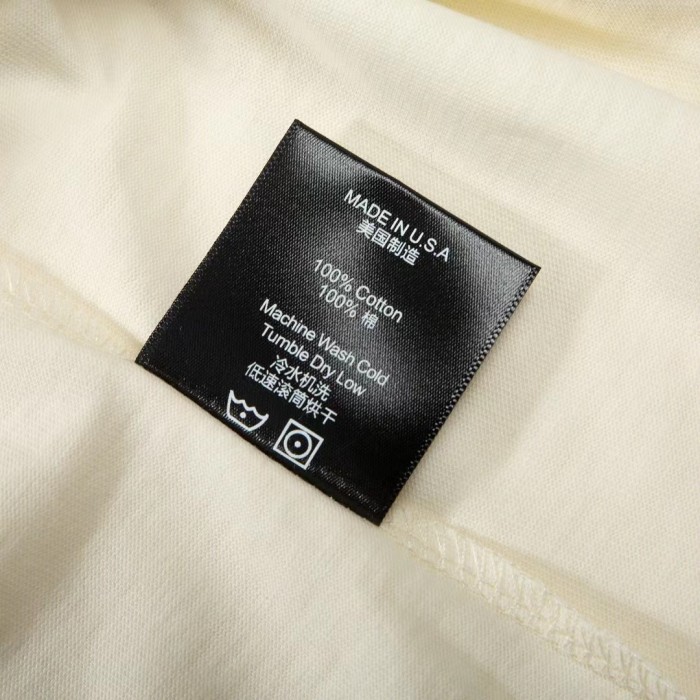 MADE IN U.S.A
美国制造
100% Cotton
100% 棉
Machine Wash Cold
Tumble Dry Low
冷水机洗
低速滚筒烘干